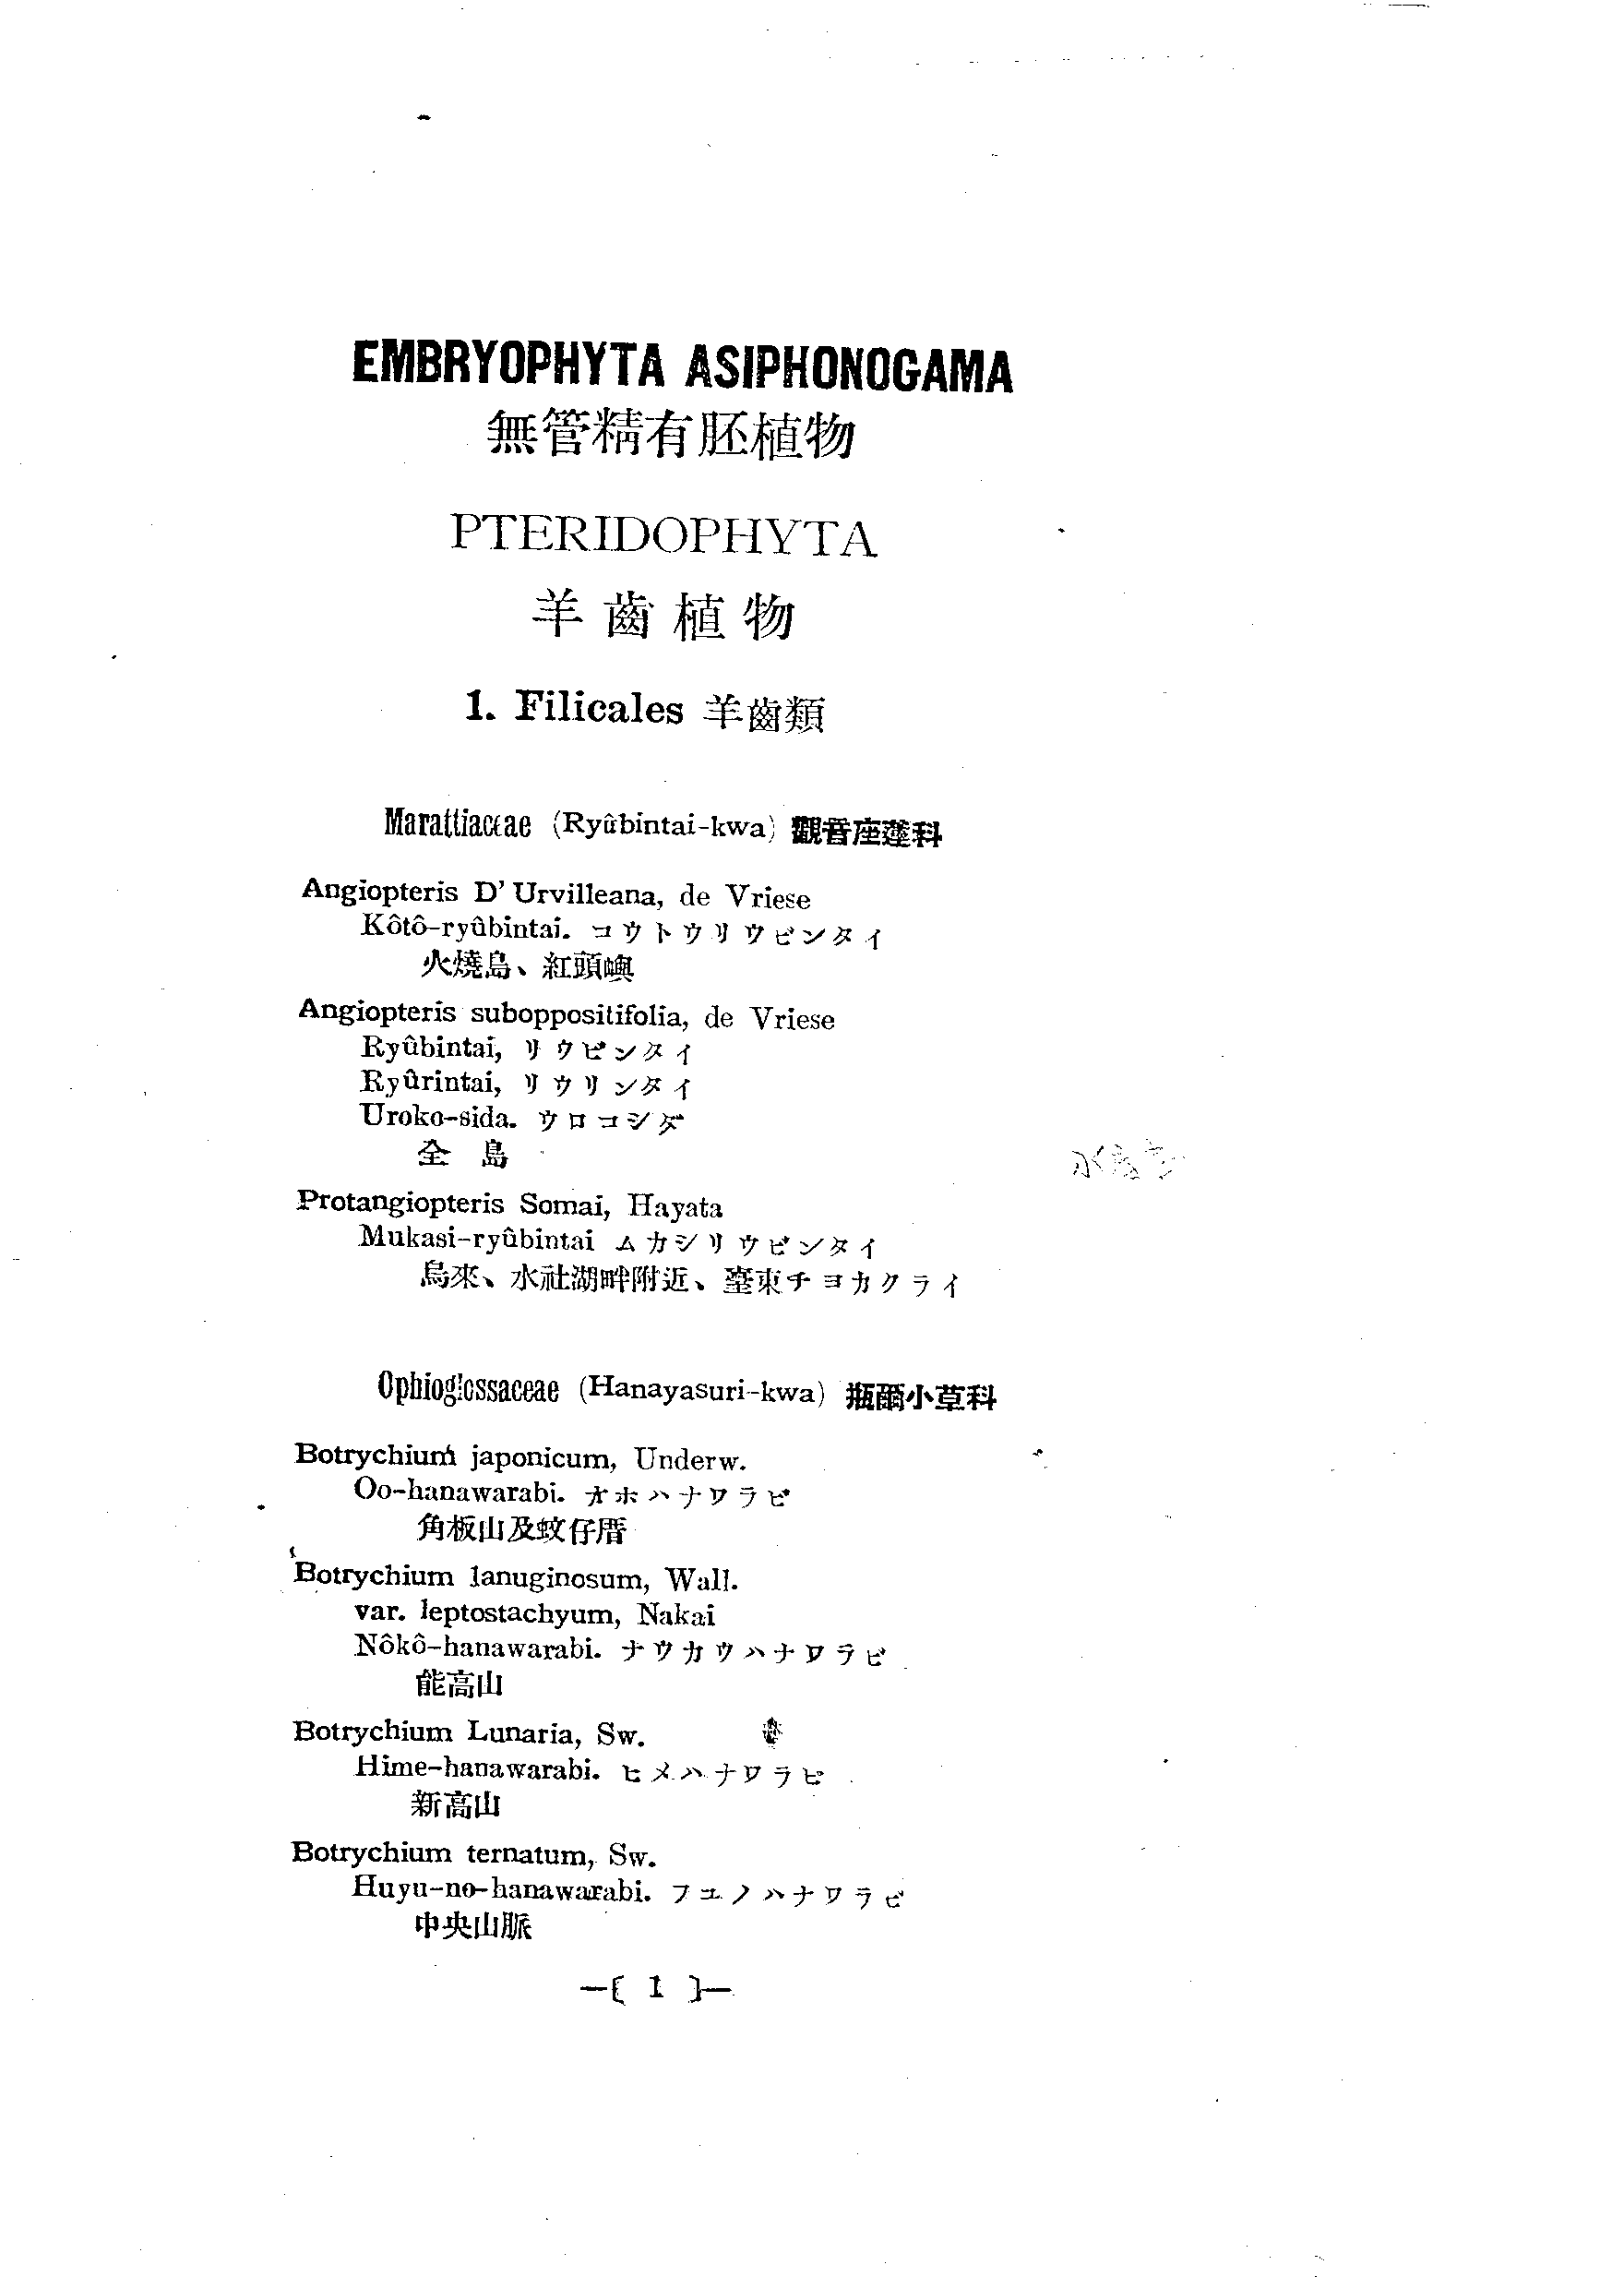 EMBRYOPHYTA ASIPHONOGAMA
無管精有胚植物
PTERIDOPHYTA
羊齒植物
1. Filicales 羊齒類
Marattiaceae (Ryûbintai-kwa) 觀音座蓮科
Angiopteris D' Urvilleana, de Vriese
Kôtô-ryûbintai. コウトウリウビンタイ
火燒島、紅頭嶼
Angiopteris suboppositifolia, de Vriese
Ryûbintai, リウビンタイ
Ryûrintai, リウリンタイ
Uroko-sida. ウロコシダ
全 島
Protangiopteris Somai, Hayata
Mukasi-ryûbintai ムカシリウビンタイ
烏來、水社湖畔附近、臺東チヨカクライ
Ophioglossaceae (Hanayasuri-kwa) 瓶爾小草科
Botrychium japonicum, Underw.
Oo-hanawarabi. オホハナワラビ
角板山及蚊仔厝
Botrychium lanuginosum, Wall.
var. leptostachyum, Nakai
Nôkô-hanawarabi. ナウカウハナワラビ
能高山
Botrychium Lunaria, Sw.
Hime-hanawarabi. ヒメハナワラビ
新高山
Botrychium ternatum, Sw.
Huyu-no-hanawarabi. フユノハナワラビ
中央山脈
—[ 1 ]—